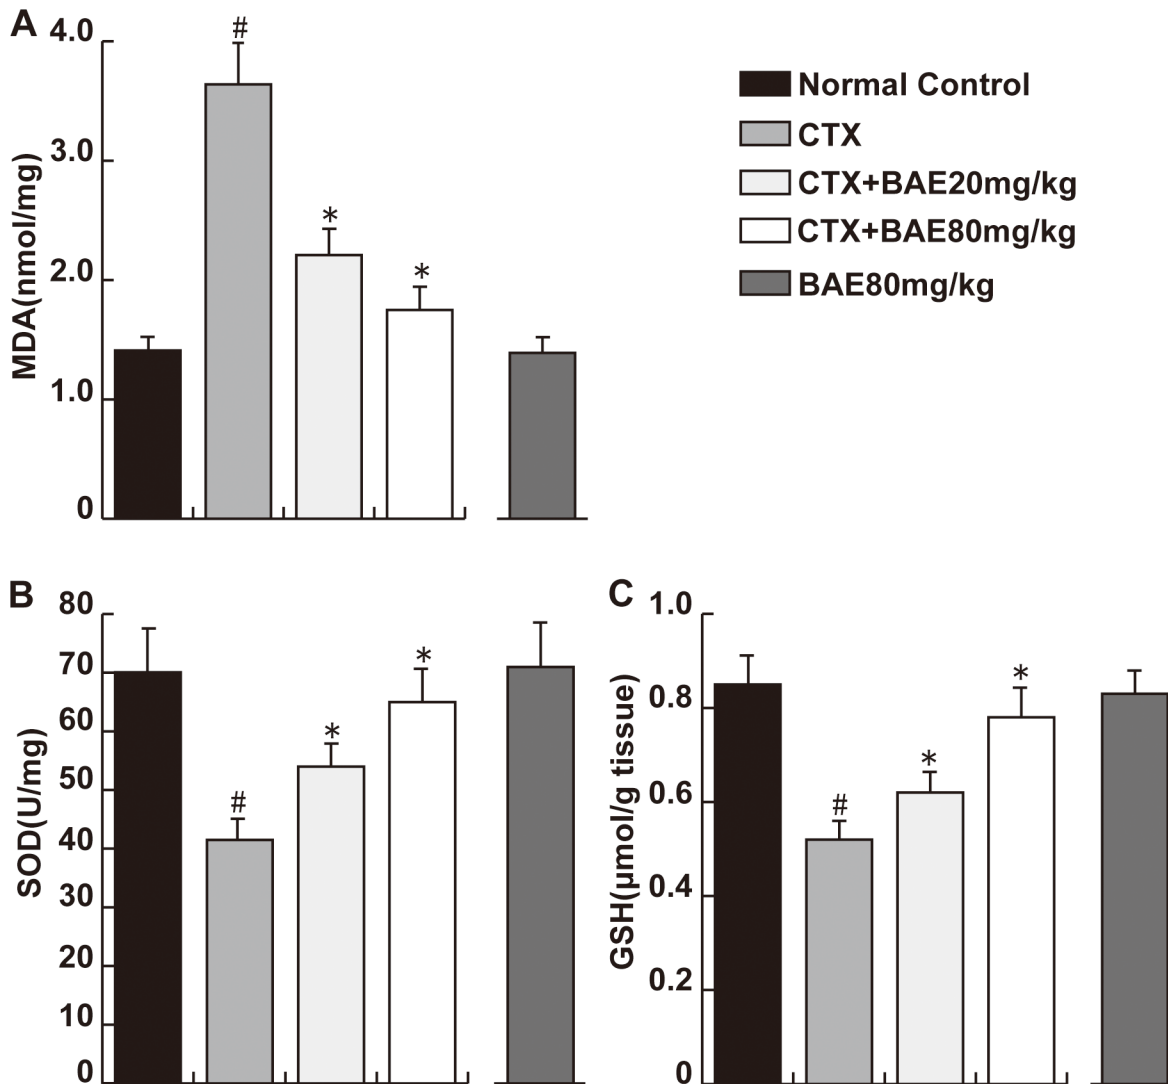 A
MDA(nmol/mg)
4.0
3.0
2.0
1.0
0
#
*
*
Normal Control
CTX
CTX+BAE20mg/kg
CTX+BAE80mg/kg
BAE80mg/kg
B
SOD(U/mg)
80
70
60
50
40
30
20
10
0
#
*
*
C
GSH(μmol/g tissue)
1.0
0.8
0.6
0.4
0.2
0
#
*
*